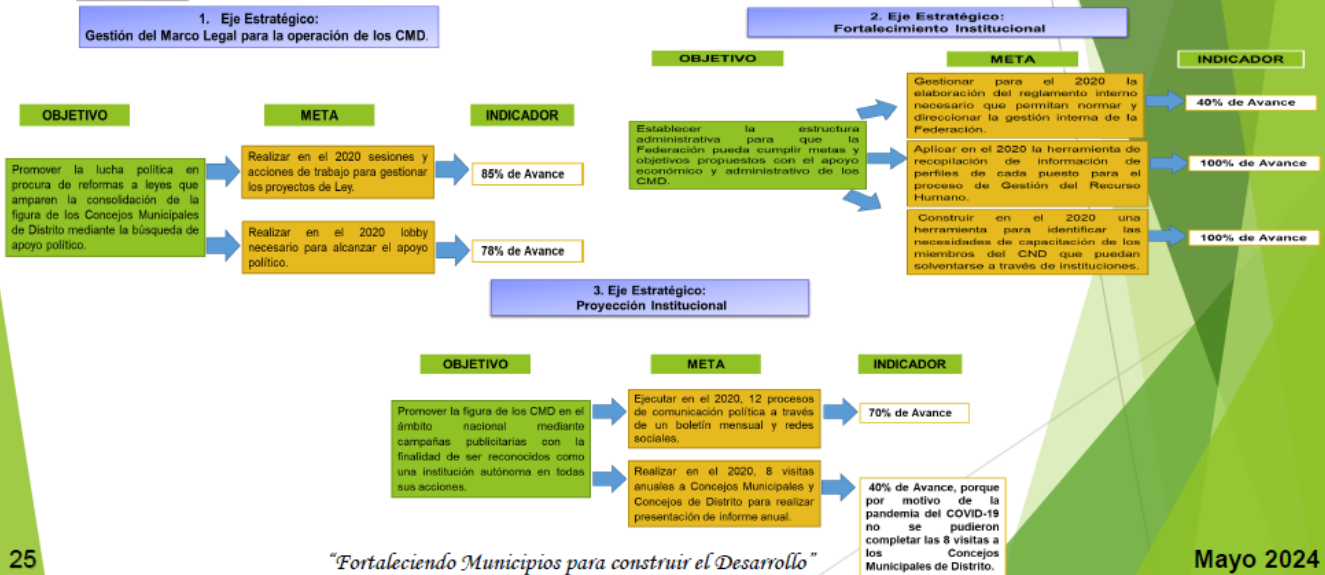 1. Eje Estratégico:
Gestión del Marco Legal para la operación de los CMD.
OBJETIVO
META
INDICADOR
Promover la lucha política en
procura de reformas a leyes que
amparen la consolidación de la
figura de los Concejos Municipales
de Distrito mediante la búsqueda de
apoyo político.
Realizar en el 2020 sesiones y
acciones de trabajo para gestionar
los proyectos de Ley.
85% de Avance
Realizar en el 2020 lobby
necesario para alcanzar el apoyo
político.
78% de Avance
2. Eje Estratégico:
Fortalecimiento Institucional
OBJETIVO
META
INDICADOR
Establecer la estructura
administrativa para que la
Federación pueda cumplir metas y
objetivos propuestos con el apoyo
económico y administrativo de los
CMD.
Gestionar para el 2020 la
elaboración del reglamento interno
necesario que permitan normar y
direccionar la gestión interna de la
Federación.
40% de Avance
Aplicar en el 2020 la herramienta de
recopilación de información de
perfiles de cada puesto para el
proceso de Gestión del Recurso
Humano.
100% de Avance
Construir en el 2020 una
herramienta para identificar las
necesidades de capacitación de los
miembros del CND que puedan
solventarse a través de instituciones.
100% de Avance
3. Eje Estratégico:
Proyección Institucional
OBJETIVO
META
INDICADOR
Promover la figura de los CMD en el
ámbito nacional mediante
campañas publicitarias con la
finalidad de ser reconocidos como
una institución autónoma en todas
sus acciones.
Ejecutar en el 2020, 12 procesos
de comunicación política a través
de un boletín mensual y redes
sociales.
70% de Avance
Realizar en el 2020, 8 visitas
anuales a Concejos Municipales y
Concejos de Distrito para realizar
presentación de informe anual.
40% de Avance, porque
por motivo de la
pandemia del COVID-19
no se pudieron
completar las 8 visitas a
los Concejos
Municipales de Distrito.
25
"Fortaleciendo Municipios para construir el Desarrollo"
Mayo 2024